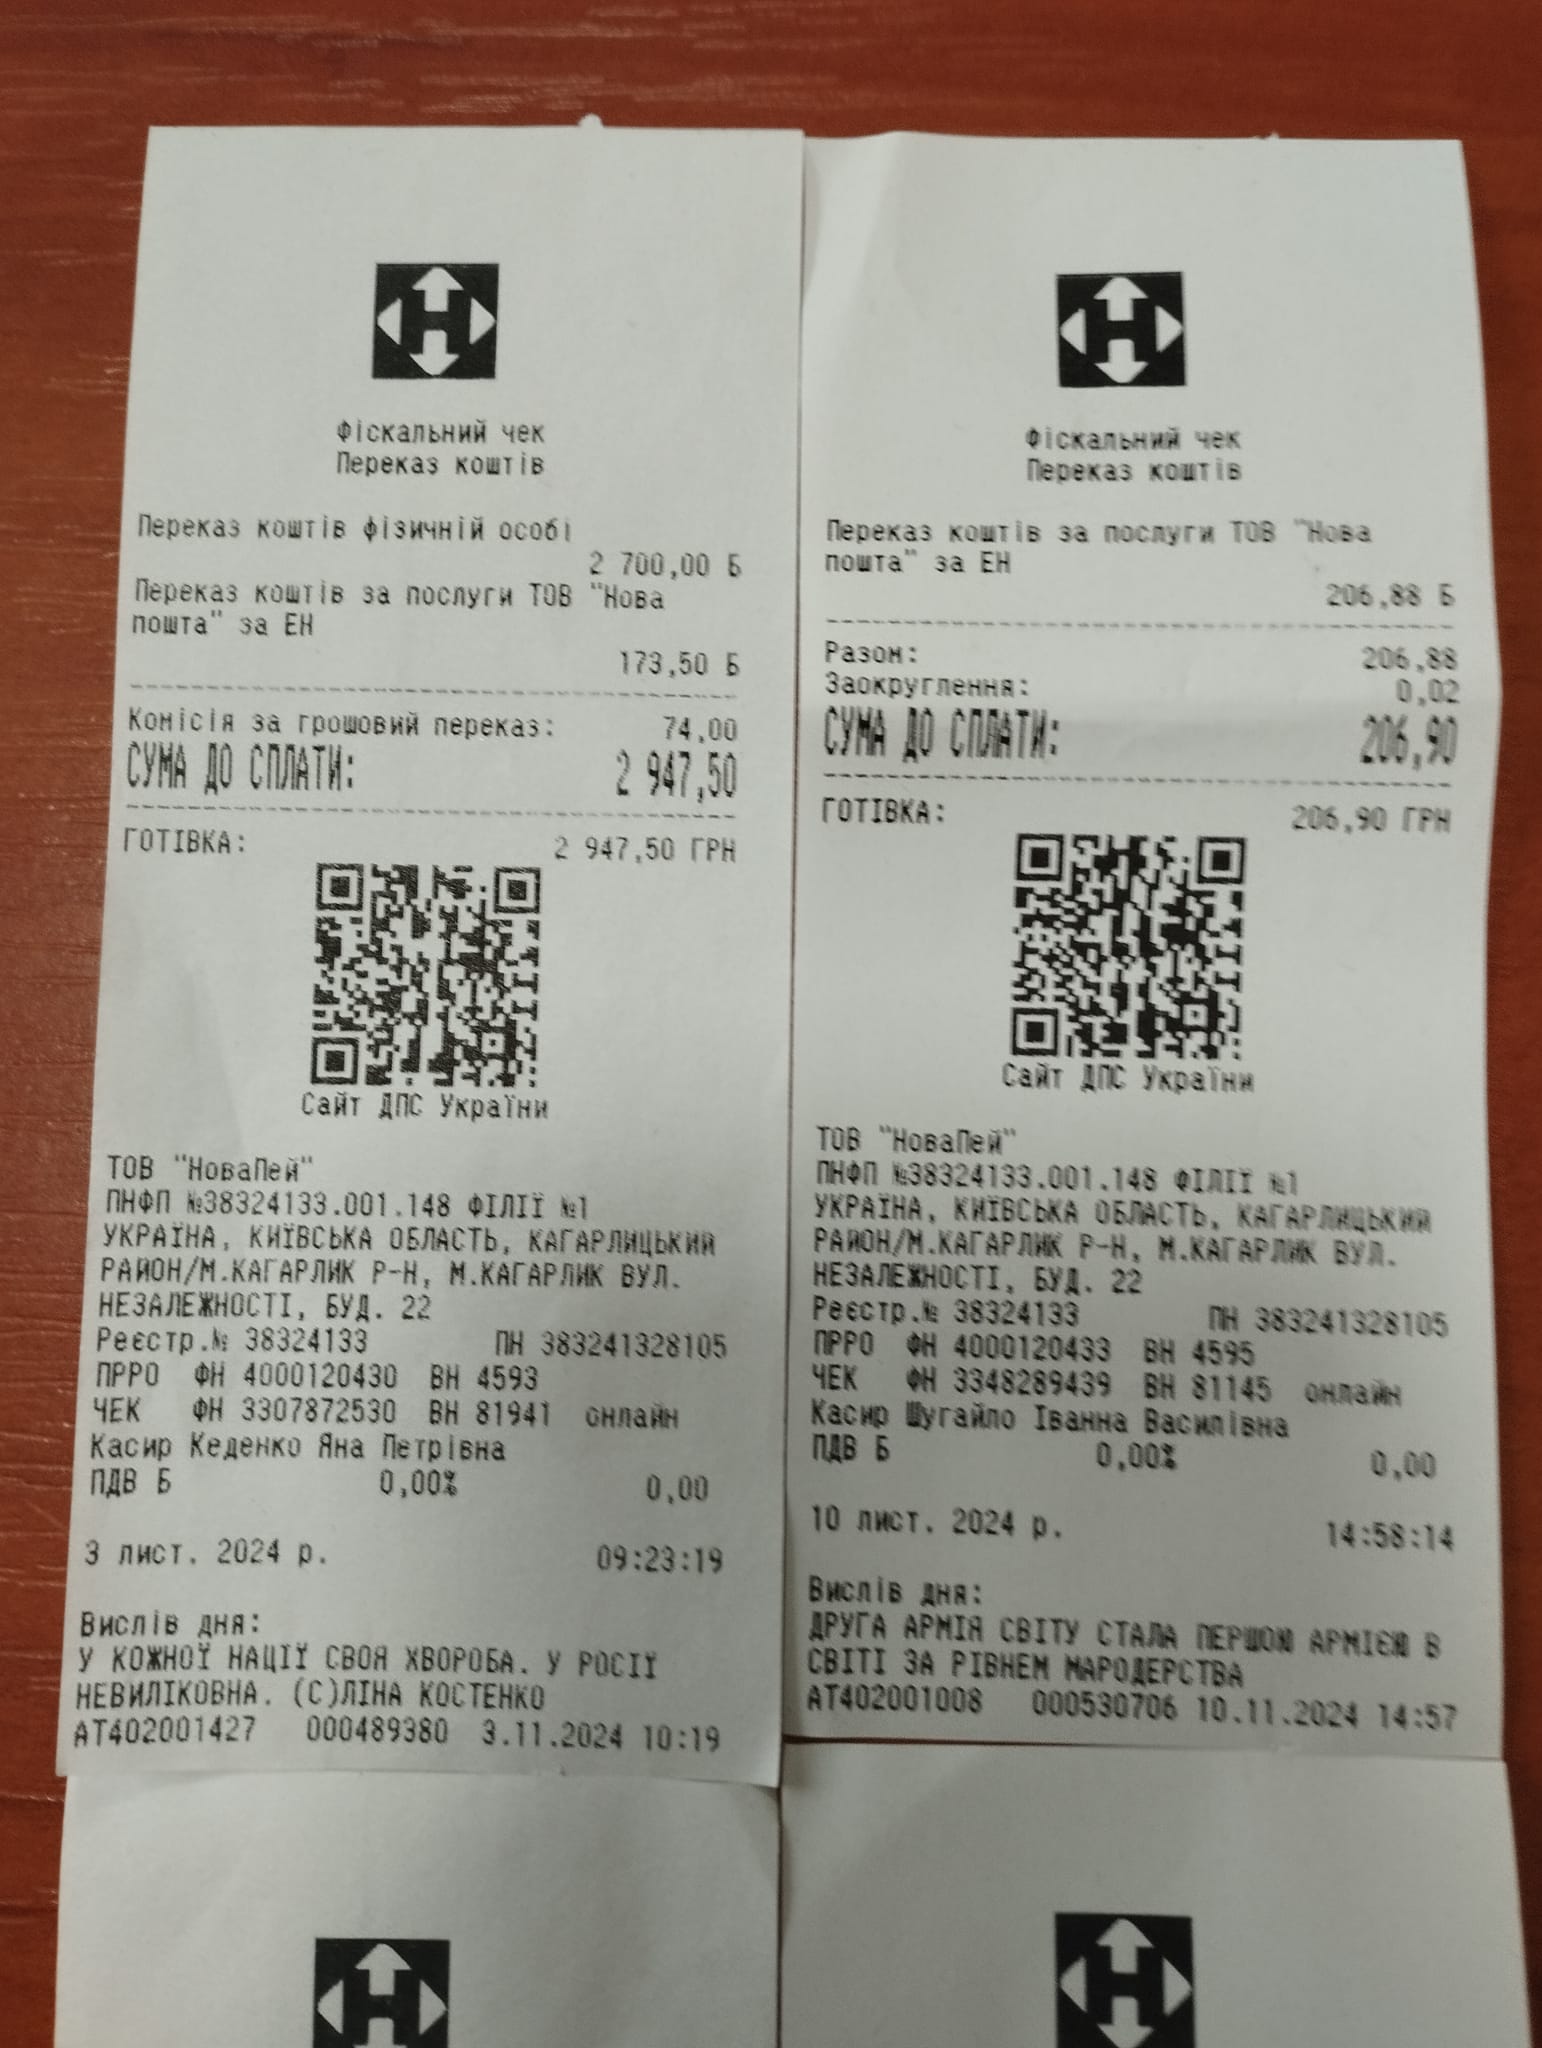 Фіскальний чек
Переказ коштів
Переказ коштів фізичній особі
2 700,00 Б
Переказ коштів за послуги ТОВ "Нова
пошта" за ЕН
173,50 Б
Комісія за грошовий переказ: 74,00
СУМА ДО СПЛАТИ: 2 947,50
ГОТІВКА: 2 947,50 ГРН
Сайт ДПС України
ТОВ "НоваПей"
ПНФП №38324133.001.148 ФІЛІЇ №1
УКРАЇНА, КИЇВСЬКА ОБЛАСТЬ, КАГАРЛИЦЬКИЙ
РАЙОН/М.КАГАРЛИК Р-Н, М.КАГАРЛИК ВУЛ.
НЕЗАЛЕЖНОСТІ, БУД. 22
Реєстр.№ 38324133 ПН 383241328105
ПРРО ФН 4000120430 ВН 4593
ЧЕК ФН 3307872530 ВН 81941 онлайн
Касир Кеденко Яна Петрівна
ПДВ Б 0,00% 0,00
3 лист. 2024 р. 09:23:19
Вислів дня:
У КОЖНОЇ НАЦІЇ СВОЯ ХВОРОБА. У РОСІЇ
НЕВИЛІКОВНА. (С)ЛІНА КОСТЕНКО
АТ402001427 000489380 3.11.2024 10:19
Фіскальний чек
Переказ коштів
Переказ коштів за послуги ТОВ "Нова
пошта" за ЕН
206,88 Б
Разом: 206,88
Заокруглення: 0,02
СУМА ДО СПЛАТИ: 206,90
ГОТІВКА: 206,90 ГРН
Сайт ДПС України
ТОВ "НоваПей"
ПНФП №38324133.001.148 ФІЛІЇ №1
УКРАЇНА, КИЇВСЬКА ОБЛАСТЬ, КАГАРЛИЦЬКИЙ
РАЙОН/М.КАГАРЛИК Р-Н, М.КАГАРЛИК ВУЛ.
НЕЗАЛЕЖНОСТІ, БУД. 22
Реєстр.№ 38324133 ПН 383241328105
ПРРО ФН 4000120433 ВН 4595
ЧЕК ФН 3348289439 ВН 81145 онлайн
Касир Шугайло Іванна Василівна
ПДВ Б 0,00% 0,00
10 лист. 2024 р. 14:58:14
Вислів дня:
ДРУГА АРМІЯ СВІТУ СТАЛА ПЕРШОЮ АРМІЄЮ В
СВІТІ ЗА РІВНЕМ МАРОДЕРСТВА
АТ402001008 000530706 10.11.2024 14:57